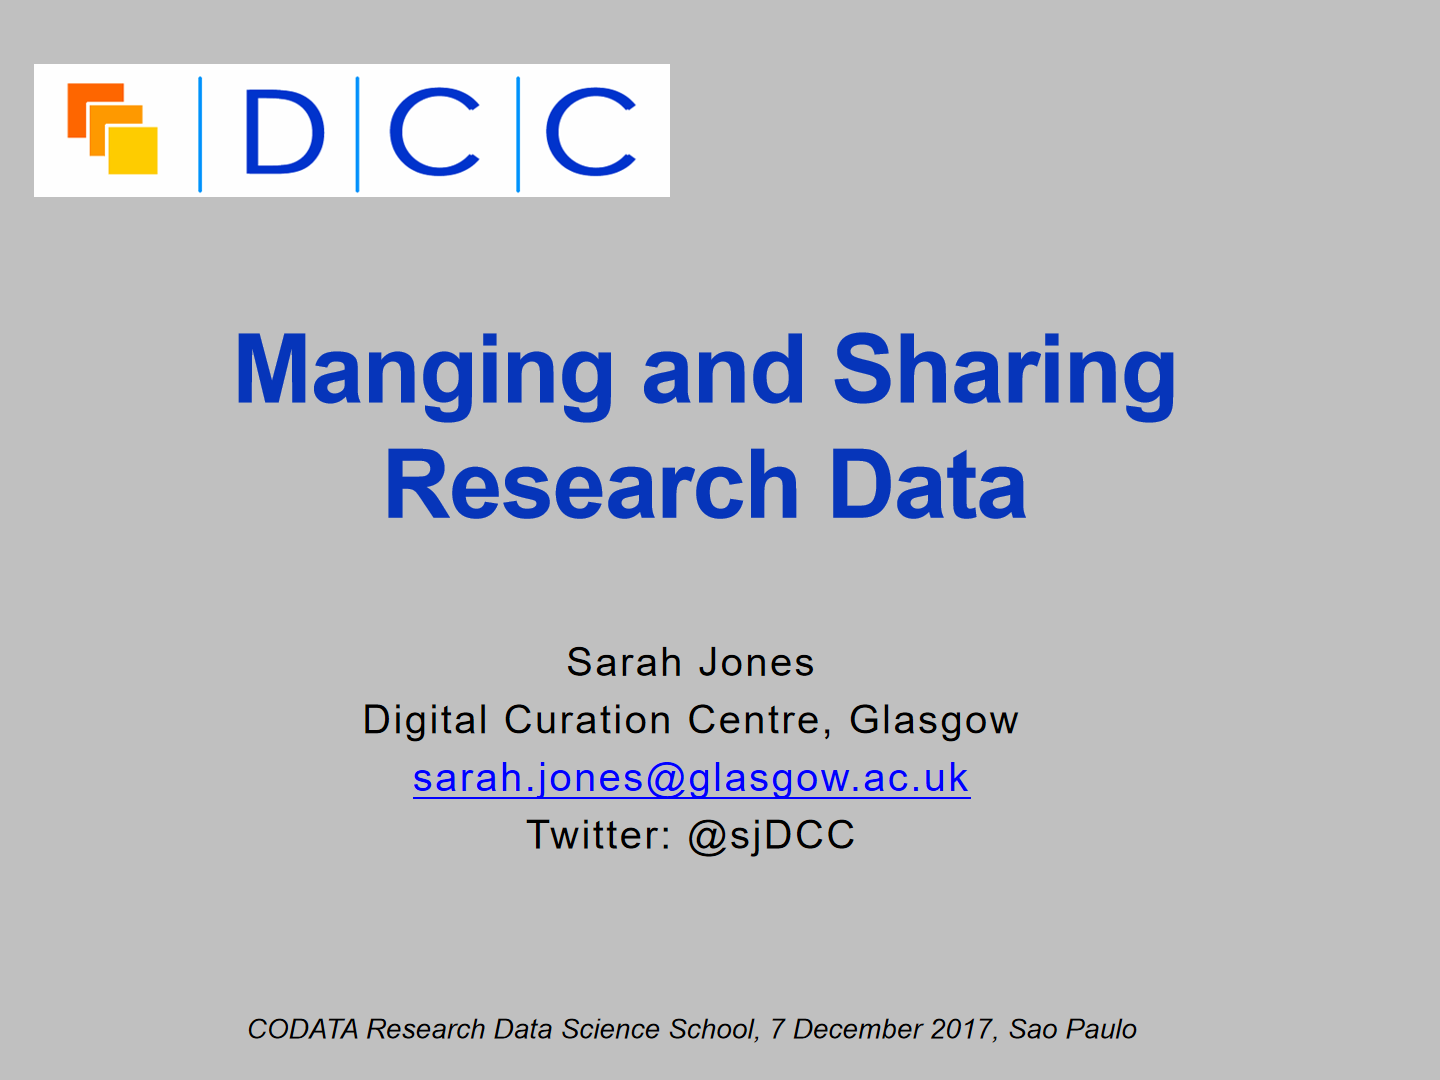 DCC
Manging and Sharing
Research Data
Sarah Jones
Digital Curation Centre, Glasgow
sarah.jones@glasgow.ac.uk
Twitter: @sjDCC
CODATA Research Data Science School, 7 December 2017, Sao Paulo